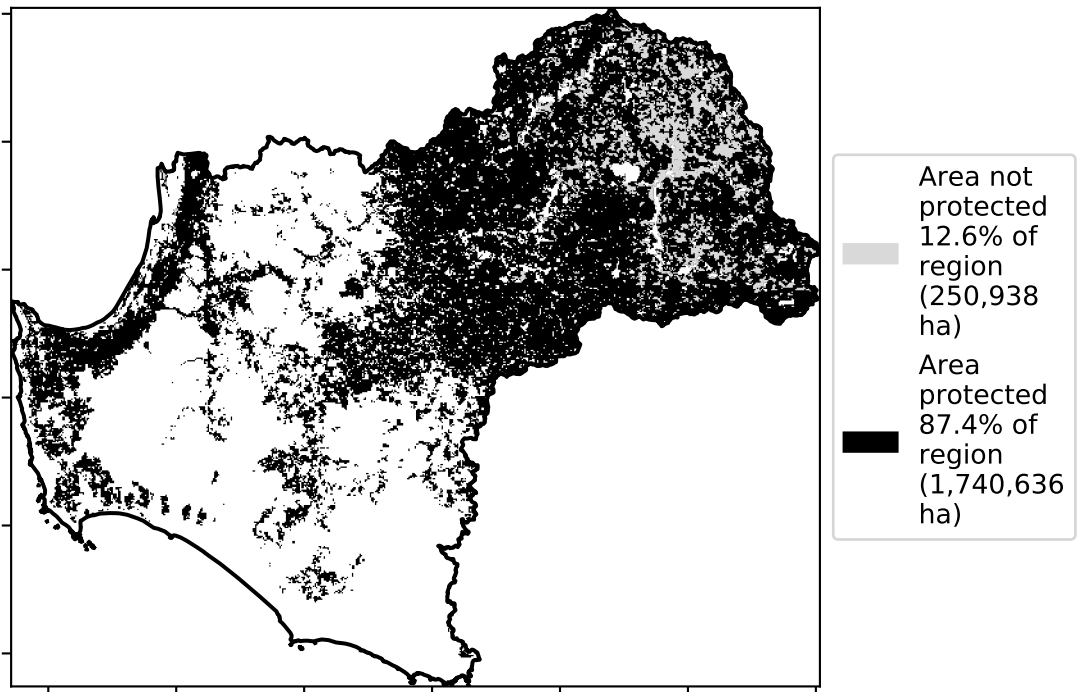 Area not
protected
12.6% of
region
(250,938
ha)
Area
protected
87.4% of
region
(1,740,636
ha)